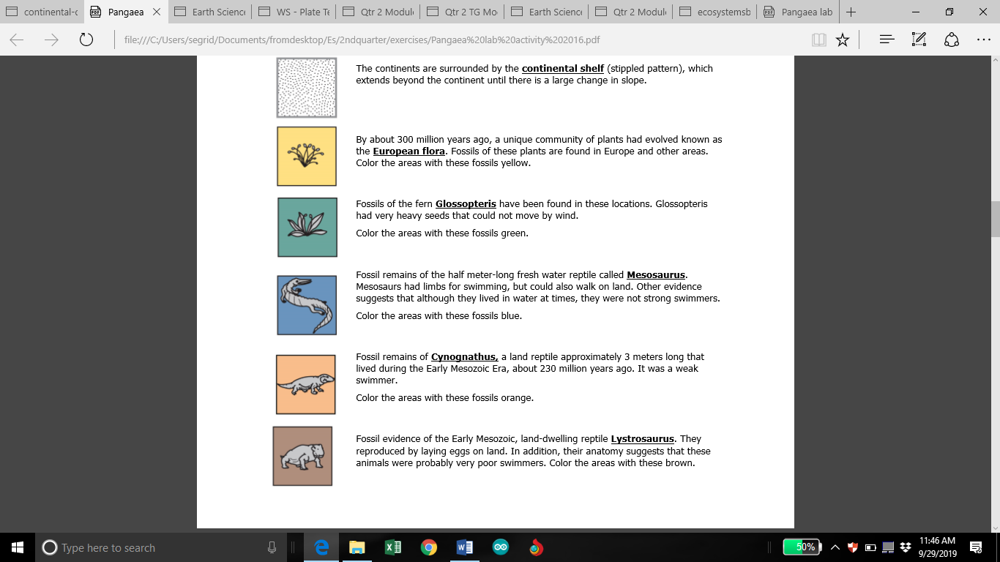 continental-c
Pangaea
Earth Science
WS - Plate Te
Qtr 2 Module
Qtr 2 TG Mo
Earth Science
Qtr 2 Module
ecosystemsb
Pangaea lab
file:///C:/Users/segrid/Documents/fromdesktop/Es/2ndquarter/exercises/Pangaea%20lab%20activity%202016.pdf
The continents are surrounded by the continental shelf (stippled pattern), which
extends beyond the continent until there is a large change in slope.
By about 300 million years ago, a unique community of plants had evolved known as
the European flora. Fossils of these plants are found in Europe and other areas.
Color the areas with these fossils yellow.
Fossils of the fern Glossopteris have been found in these locations. Glossopteris
had very heavy seeds that could not move by wind.
Color the areas with these fossils green.
Fossil remains of the half meter-long fresh water reptile called Mesosaurus.
Mesosaurs had limbs for swimming, but could also walk on land. Other evidence
suggests that although they lived in water at times, they were not strong swimmers.
Color the areas with these fossils blue.
Fossil remains of Cynognathus, a land reptile approximately 3 meters long that
lived during the Early Mesozoic Era, about 230 million years ago. It was a weak
swimmer.
Color the areas with these fossils orange.
Fossil evidence of the Early Mesozoic, land-dwelling reptile Lystrosaurus. They
reproduced by laying eggs on land. In addition, their anatomy suggests that these
animals were probably very poor swimmers. Color the areas with these brown.
Type here to search
50%
11:46 AM
9/29/2019